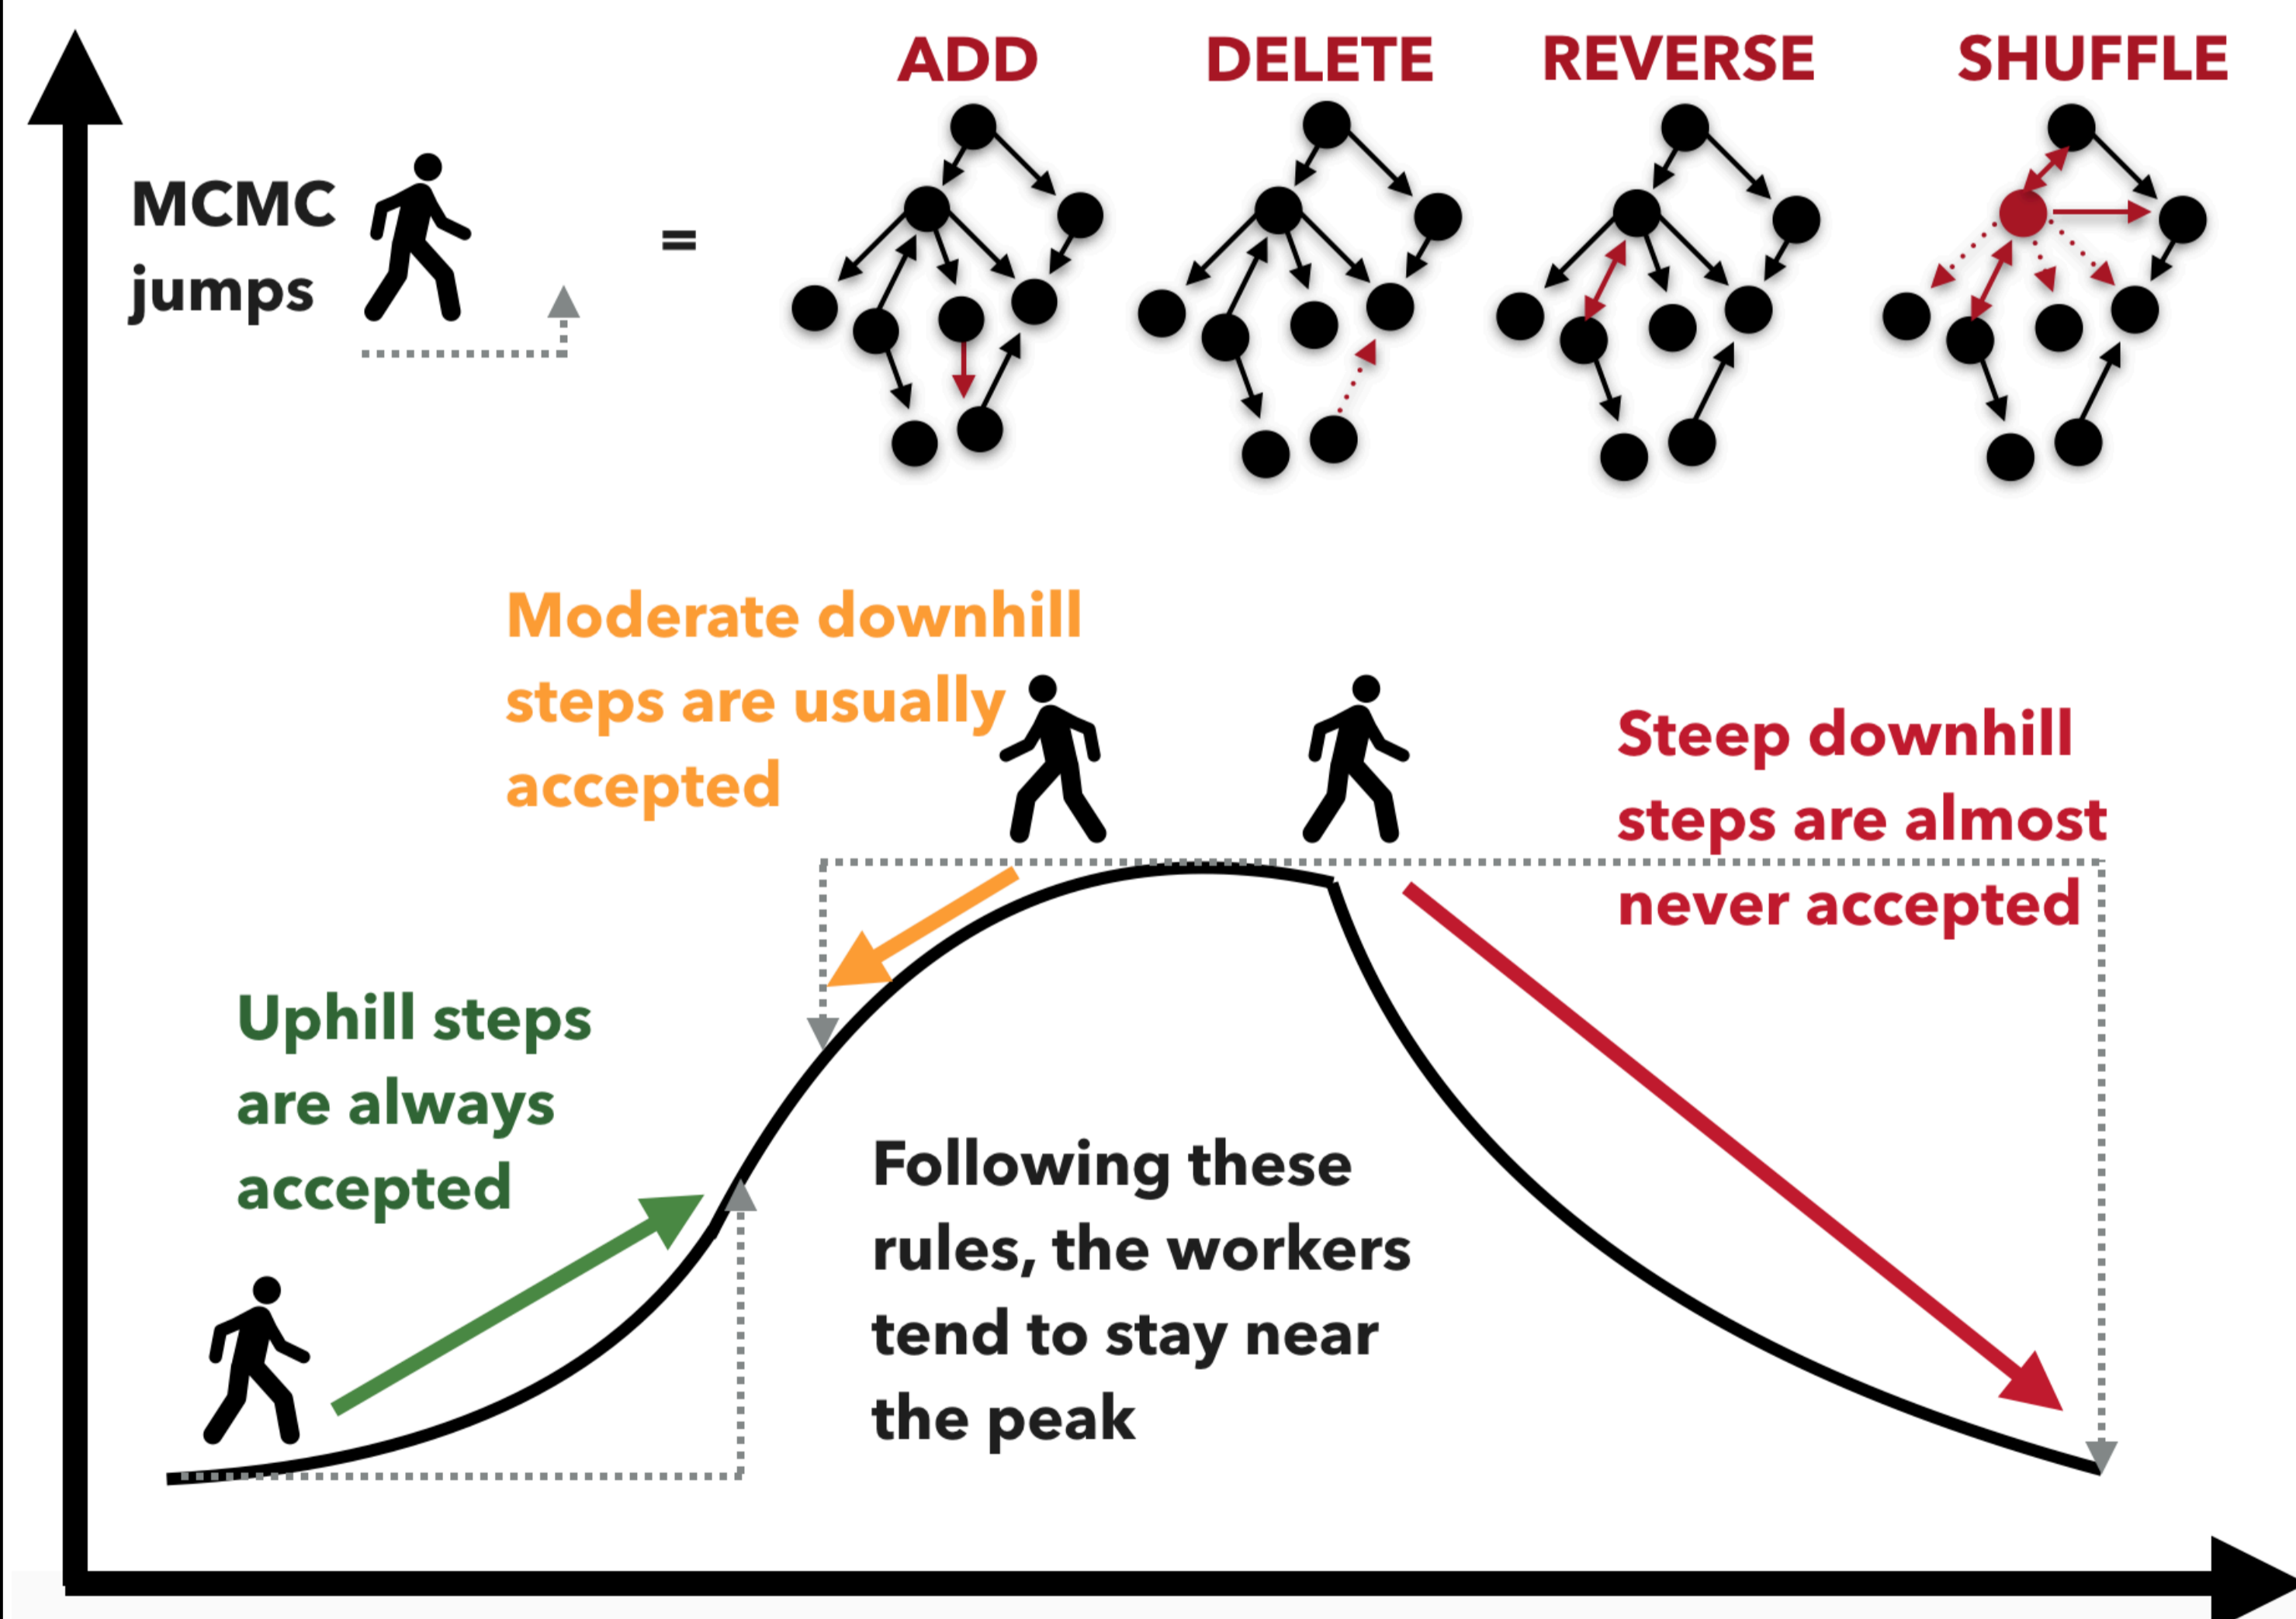 ADD
DELETE
REVERSE
SHUFFLE
MCMC
jumps
=
Moderate downhill
steps are usually
accepted
Steep downhill
steps are almost
never accepted
Uphill steps
are always
accepted
Following these
rules, the workers
tend to stay near
the peak